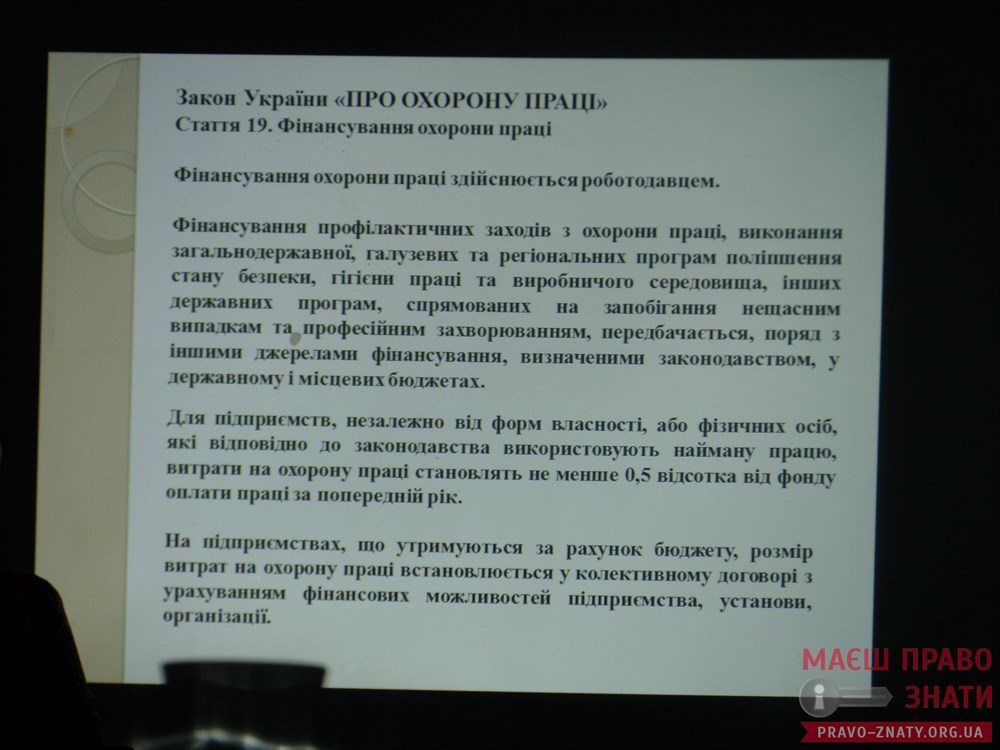 Закон України «ПРО ОХОРОНУ ПРАЦІ»
Стаття 19. Фінансування охорони праці
Фінансування охорони праці здійснюється роботодавцем.
Фінансування профілактичних заходів з охорони праці, виконання
загальнодержавної, галузевих та регіональних програм поліпшення
стану безпеки, гігієни праці та виробничого середовища, інших
державних програм, спрямованих на запобігання нещасним
випадкам та професійним захворюванням, передбачається, поряд з
іншими джерелами фінансування, визначеними законодавством, у
державному і місцевих бюджетах.
Для підприємств, незалежно від форм власності, або фізичних осіб,
які відповідно до законодавства використовують найману працю,
витрати на охорону праці становлять не менше 0,5 відсотка від фонду
оплати праці за попередній рік.
На підприємствах, що утримуються за рахунок бюджету, розмір
витрат на охорону праці встановлюється у колективному договорі з
урахуванням фінансових можливостей підприємства, установи,
організації.
МАЄШ ПРАВО
ЗНАТИ
PRAVO-ZNATY.ORG.UA